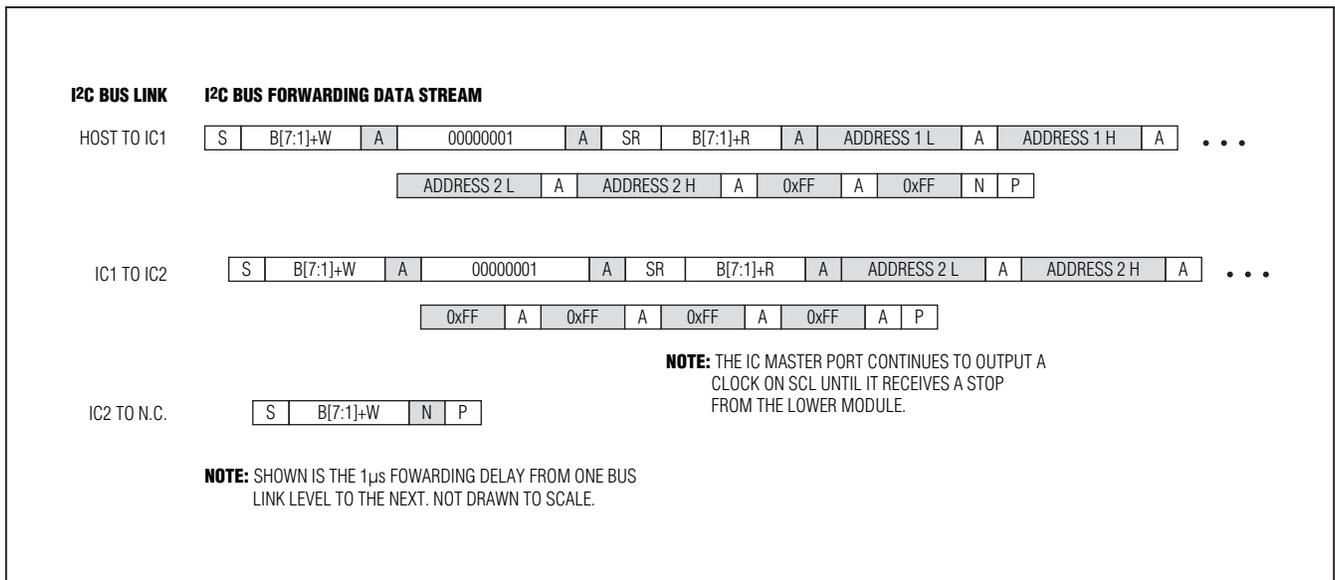 I2C BUS LINK I2C BUS FORWARDING DATA STREAM
HOST TO IC1 S B[7:1]+W A 00000001 A SR B[7:1]+R A ADDRESS 1 L A ADDRESS 1 H A • • •
ADDRESS 2 L A ADDRESS 2 H A 0xFF A 0xFF N P
IC1 TO IC2 S B[7:1]+W A 00000001 A SR B[7:1]+R A ADDRESS 2 L A ADDRESS 2 H A • • •
0xFF A 0xFF A 0xFF A 0xFF A P
NOTE: THE IC MASTER PORT CONTINUES TO OUTPUT A
CLOCK ON SCL UNTIL IT RECEIVES A STOP
FROM THE LOWER MODULE.
IC2 TO N.C. S B[7:1]+W N P
NOTE: SHOWN IS THE 1µs FOWARDING DELAY FROM ONE BUS
LINK LEVEL TO THE NEXT. NOT DRAWN TO SCALE.